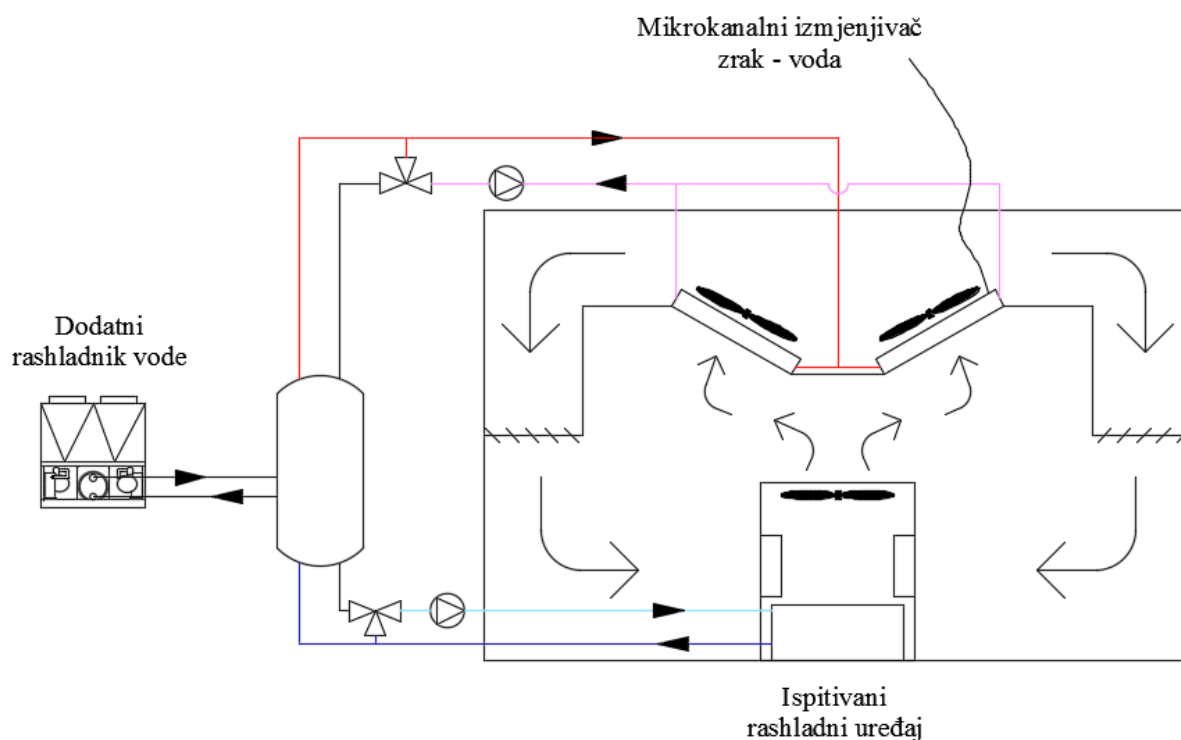 Mikrokanalni izmjenjivač
zrak - voda
Dodatni
rashladnik vode
Ispitivani
rashladni uređaj